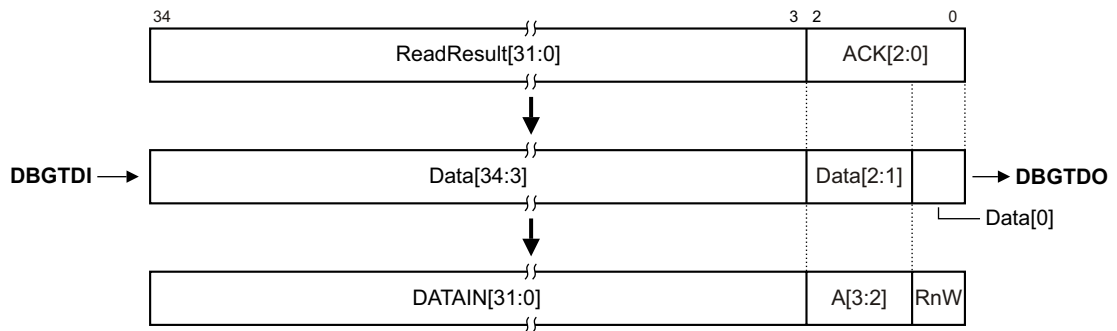 34 3 2 0
ReadResult[31:0] ACK[2:0]
DBGTDI Data[34:3] Data[2:1] DBGTDO
Data[0]
DATAIN[31:0] A[3:2] RnW